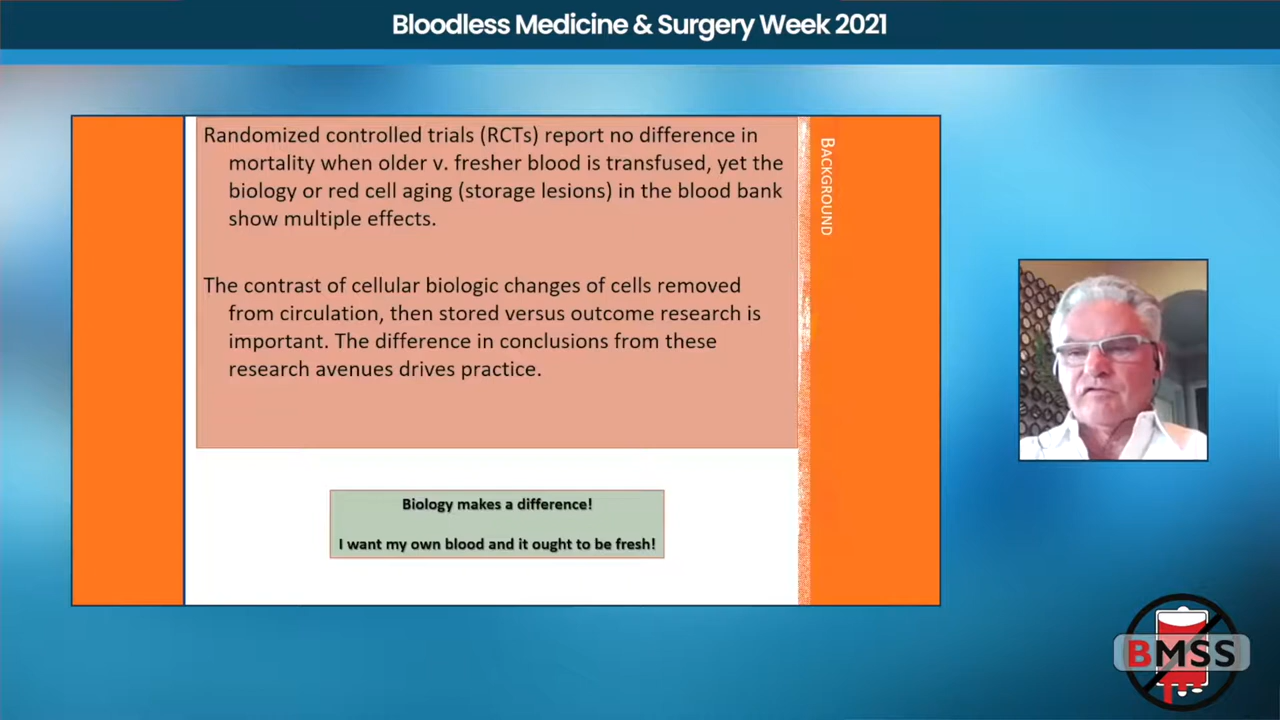 Bloodless Medicine & Surgery Week 2021
Randomized controlled trials (RCTs) report no difference in
mortality when older v. fresher blood is transfused, yet the
biology or red cell aging (storage lesions) in the blood bank
show multiple effects.
The contrast of cellular biologic changes of cells removed
from circulation, then stored versus outcome research is
important. The difference in conclusions from these
research avenues drives practice.
BACKGROUND
Biology makes a difference!
I want my own blood and it ought to be fresh!
BMSS